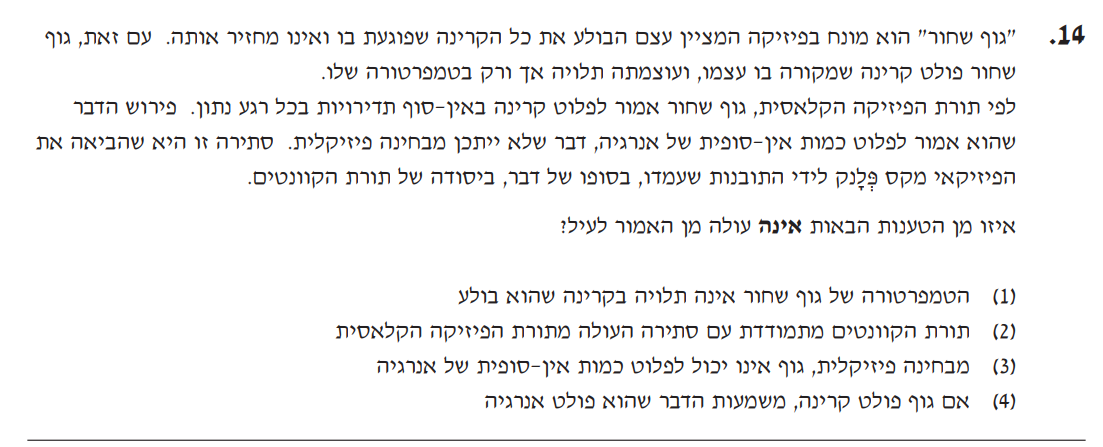 14. "גוף שחור" הוא מונח בפיזיקה המציין עצם הבולע את כל הקרינה שפוגעת בו ואינו מחזיר אותה. עם זאת, גוף
שחור פולט קרינה שמקורה בו עצמו, ועוצמתה תלויה אך ורק בטמפרטורה שלו.
לפי תורת הפיזיקה הקלאסית, גוף שחור אמור לפלוט קרינה באין-סוף תדירויות בכל רגע נתון. פירוש הדבר
שהוא אמור לפלוט כמות אין-סופית של אנרגיה, דבר שלא ייתכן מבחינה פיזיקלית. סתירה זו היא שהביאה את
הפיזיקאי מקס פְּלָנק לידי התובנות שעמדו, בסופו של דבר, ביסודה של תורת הקוונטים.
איזו מן הטענות הבאות אינה עולה מן האמור לעיל?
(1) הטמפרטורה של גוף שחור אינה תלויה בקרינה שהוא בולע
(2) תורת הקוונטים מתמודדת עם סתירה העולה מתורת הפיזיקה הקלאסית
(3) מבחינה פיזיקלית, גוף אינו יכול לפלוט כמות אין-סופית של אנרגיה
(4) אם גוף פולט קרינה, משמעות הדבר שהוא פולט אנרגיה